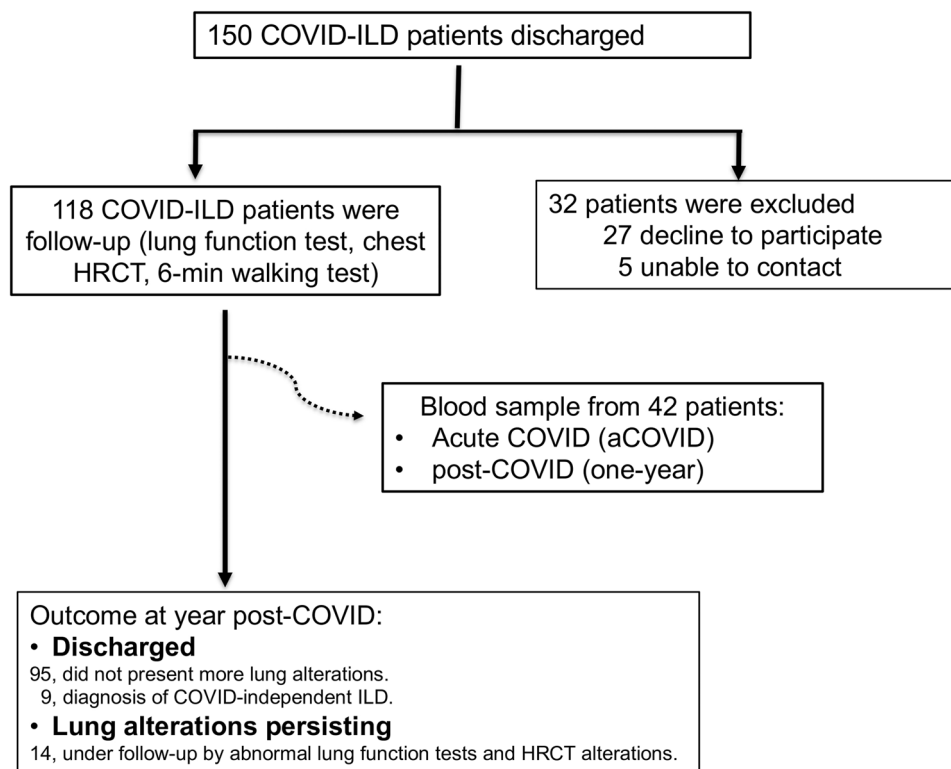 150 COVID-ILD patients discharged
118 COVID-ILD patients were
follow-up (lung function test, chest
HRCT, 6-min walking test)
32 patients were excluded
27 decline to participate
5 unable to contact
Blood sample from 42 patients:
• Acute COVID (aCOVID)
• post-COVID (one-year)
Outcome at year post-COVID:
• Discharged
95, did not present more lung alterations.
9, diagnosis of COVID-independent ILD.
• Lung alterations persisting
14, under follow-up by abnormal lung function tests and HRCT alterations.